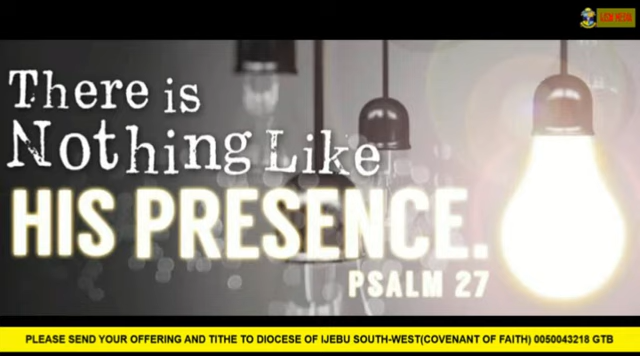 There is
Nothing Like
HIS PRESENCE.
PSALM 27
PLEASE SEND YOUR OFFERING AND TITHE TO DIOCESE OF IJEBU SOUTH-WEST(COVENANT OF FAITH) 0050043218 GTB